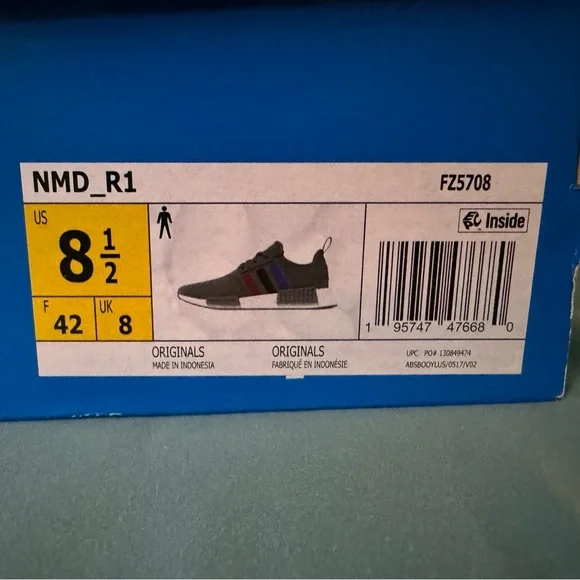 NMD_R1 FZ5708
US
8 1/2
F 42 UK 8
Inside
1 95747 47668 0
ORIGINALS ORIGINALS
MADE IN INDONESIA FABRIQUÉ EN INDONÉSIE
UPC PO# 130849474
ABSBOOYLUS/0517/V02